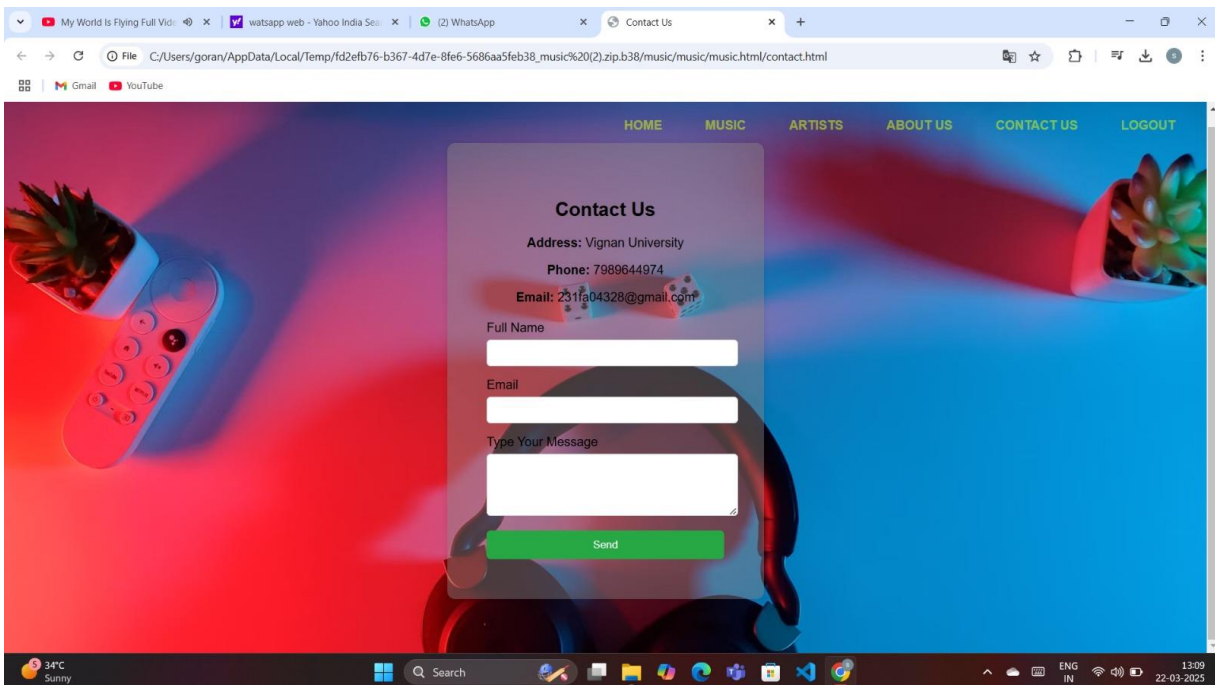 My World Is Flying Full Vide
watsapp web - Yahoo India Sea
(2) WhatsApp
Contact Us
File C:/Users/goran/AppData/Local/Temp/fd2efb76-b367-4d7e-8fe6-5686aa5feb38_music%20(2).zip.b38/music/music/music.html/contact.html
Gmail YouTube
HOME MUSIC ARTISTS ABOUT US CONTACT US LOGOUT
Contact Us
Address: Vignan University
Phone: 7989644974
Email: 231fa04328@gmail.com
Full Name
Email
Type Your Message
Send
5 34°C
Sunny
Search
ENG
IN
13:09
22-03-2025